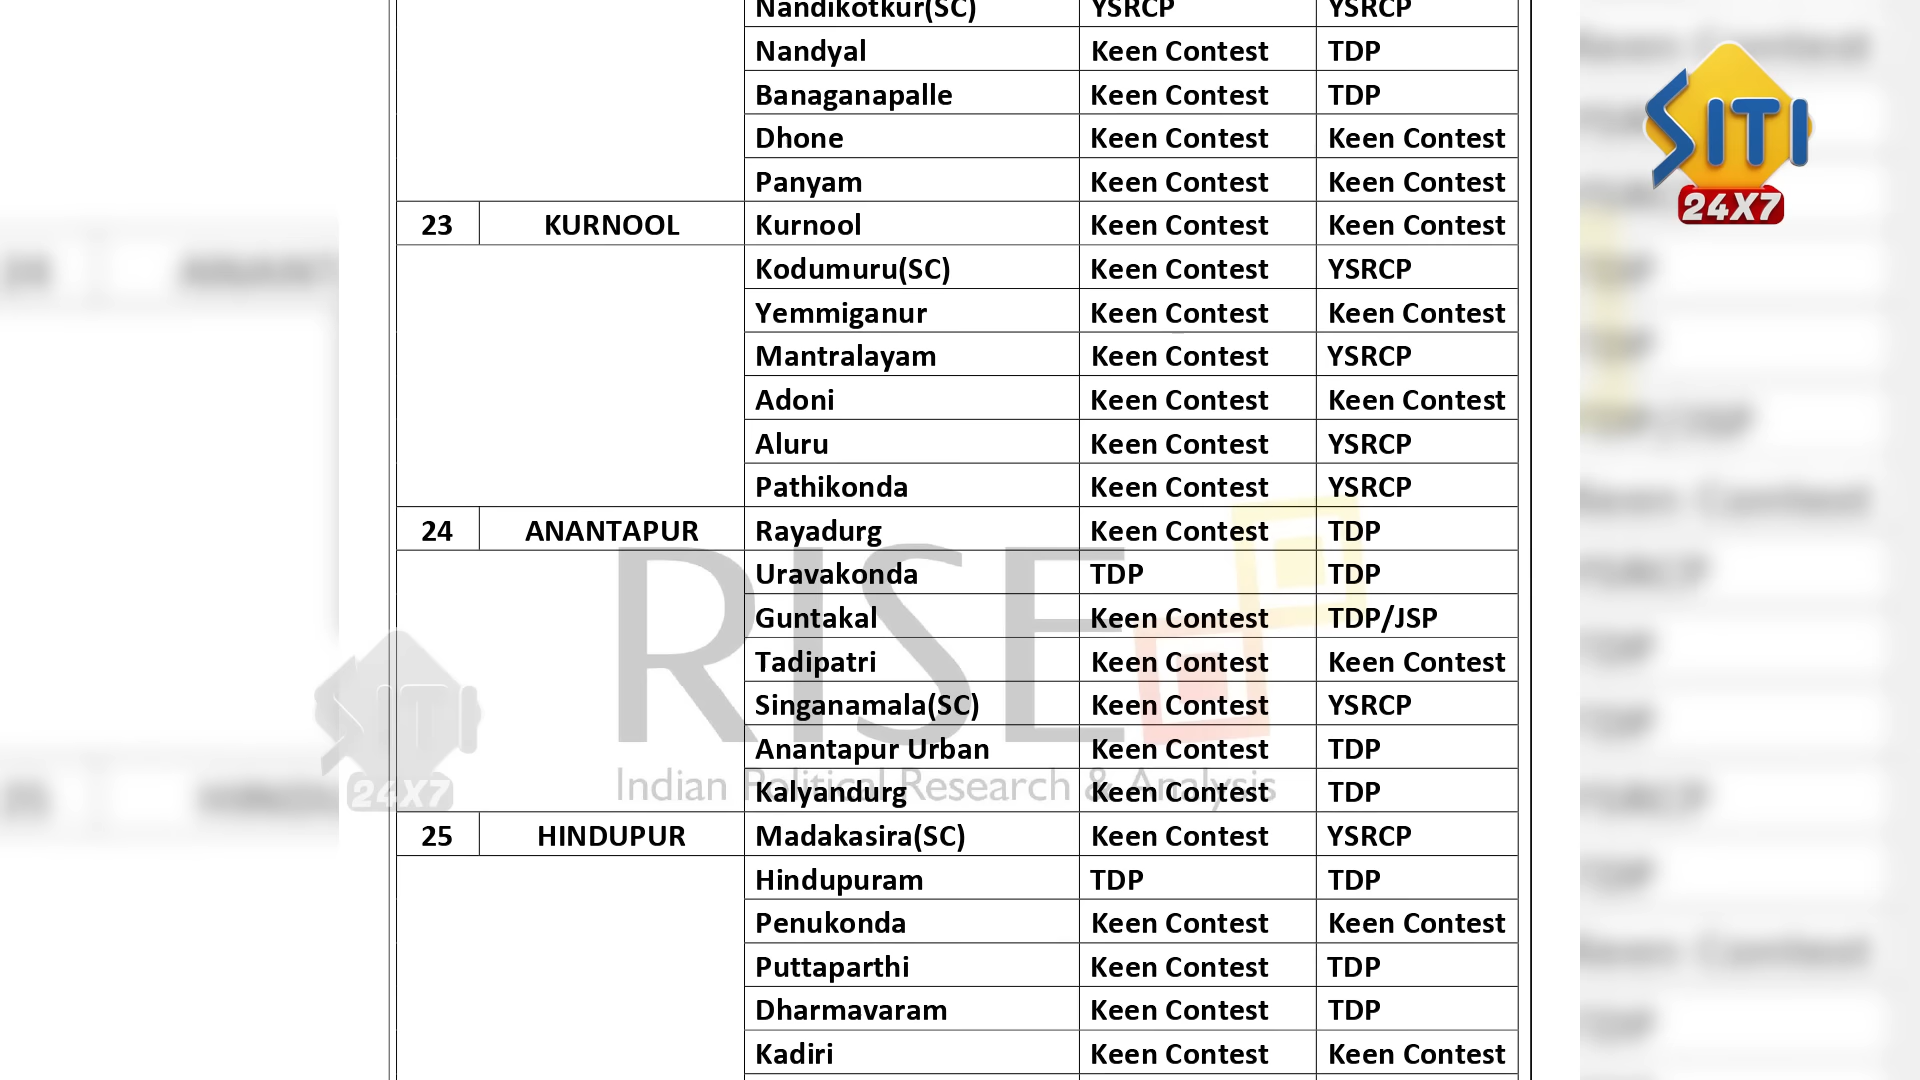 Nandikotkur(SC) YSRCP YSRCP
Nandyal Keen Contest TDP
Banaganapalle Keen Contest TDP
Dhone Keen Contest Keen Contest
Panyam Keen Contest Keen Contest
23 KURNOOL Kurnool Keen Contest Keen Contest
Kodumuru(SC) Keen Contest YSRCP
Yemmiganur Keen Contest Keen Contest
Mantralayam Keen Contest YSRCP
Adoni Keen Contest Keen Contest
Aluru Keen Contest YSRCP
Pathikonda Keen Contest YSRCP
24 ANANTAPUR Rayadurg Keen Contest TDP
Uravakonda TDP TDP
Guntakal Keen Contest TDP/JSP
Tadipatri Keen Contest Keen Contest
Singanamala(SC) Keen Contest YSRCP
Anantapur Urban Keen Contest TDP
Kalyandurg Keen Contest TDP
25 HINDUPUR Madakasira(SC) Keen Contest YSRCP
Hindupuram TDP TDP
Penukonda Keen Contest Keen Contest
Puttaparthi Keen Contest TDP
Dharmavaram Keen Contest TDP
Kadiri Keen Contest Keen Contest
RISE
Indian Political Research & Analysis
SITI
24X7
SITI
24X7